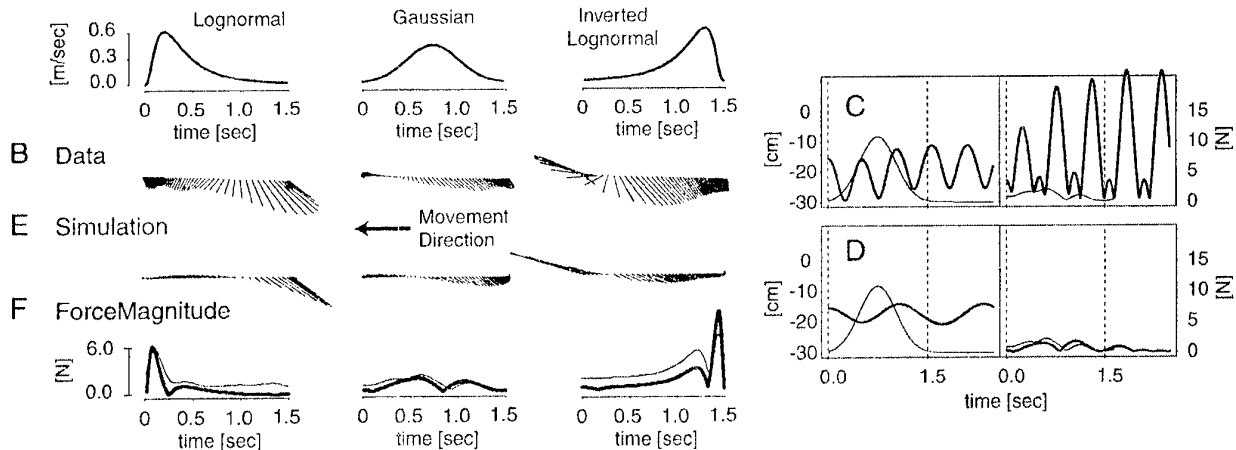 Lognormal
Gaussian
Inverted
Lognormal
[m/sec]
0.6
0.3
0.0
0 0.5 1.0 1.5
time [sec]
0 0.5 1.0 1.5
time [sec]
0 0.5 1.0 1.5
time [sec]
B Data
E Simulation
Movement
Direction
F ForceMagnitude
[N]
6.0
0.0
0 0.5 1.0 1.5
time [sec]
0 0.5 1.0 1.5
time [sec]
0 0.5 1.0 1.5
time [sec]
C
[cm]
0
-10
-20
-30
15
10
5
0
[N]
D
[cm]
0
-10
-20
-30
15
10
5
0
[N]
0.0 1.5 0.0 1.5
time [sec]